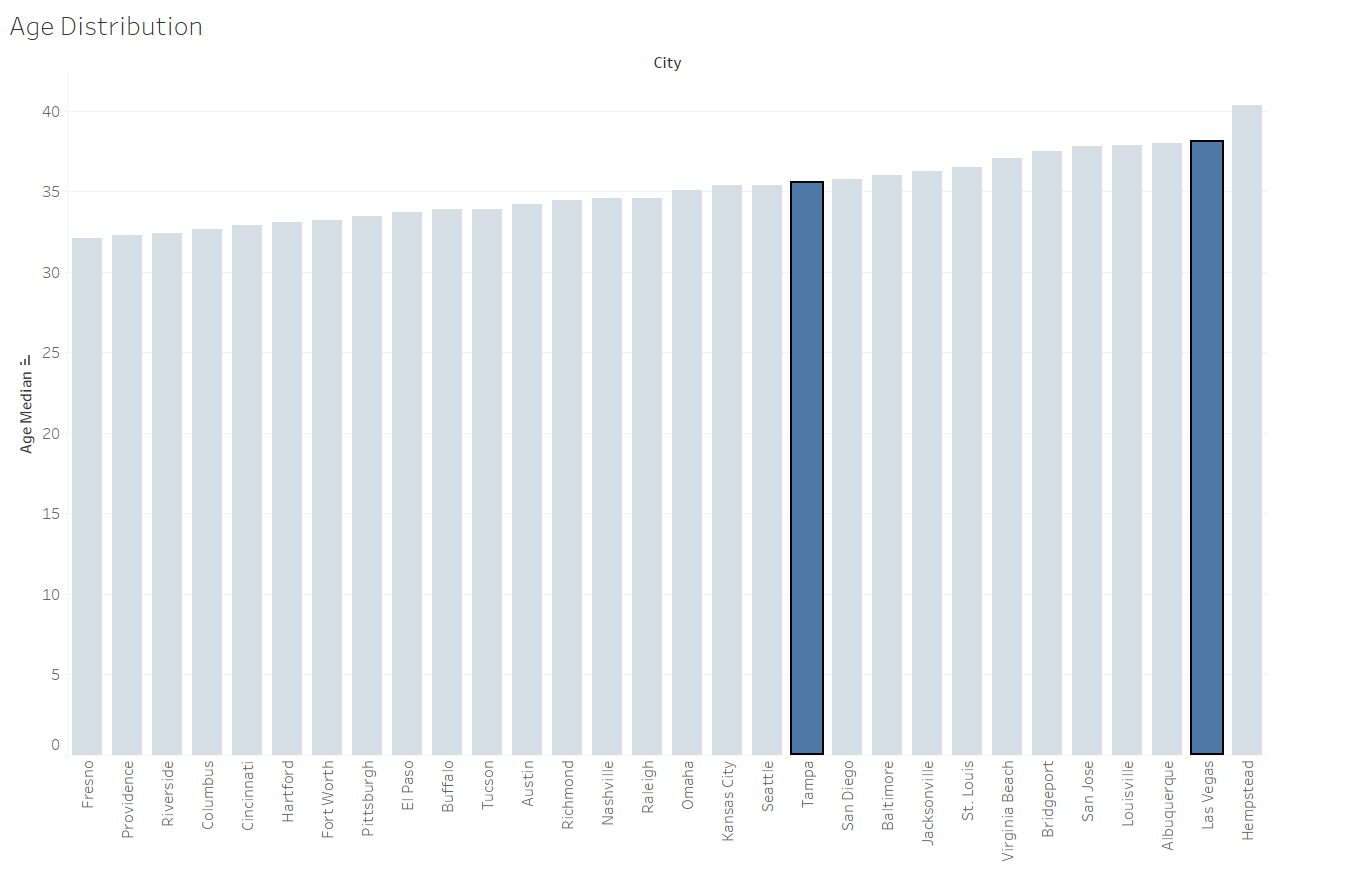 Age Distribution
City
Age Median
40
35
30
25
20
15
10
5
0
Fresno
Providence
Riverside
Columbus
Cincinnati
Hartford
Fort Worth
Pittsburgh
El Paso
Buffalo
Tucson
Austin
Richmond
Nashville
Raleigh
Omaha
Kansas City
Seattle
Tampa
San Diego
Baltimore
Jacksonville
St. Louis
Virginia Beach
Bridgeport
San Jose
Louisville
Albuquerque
Las Vegas
Hempstead